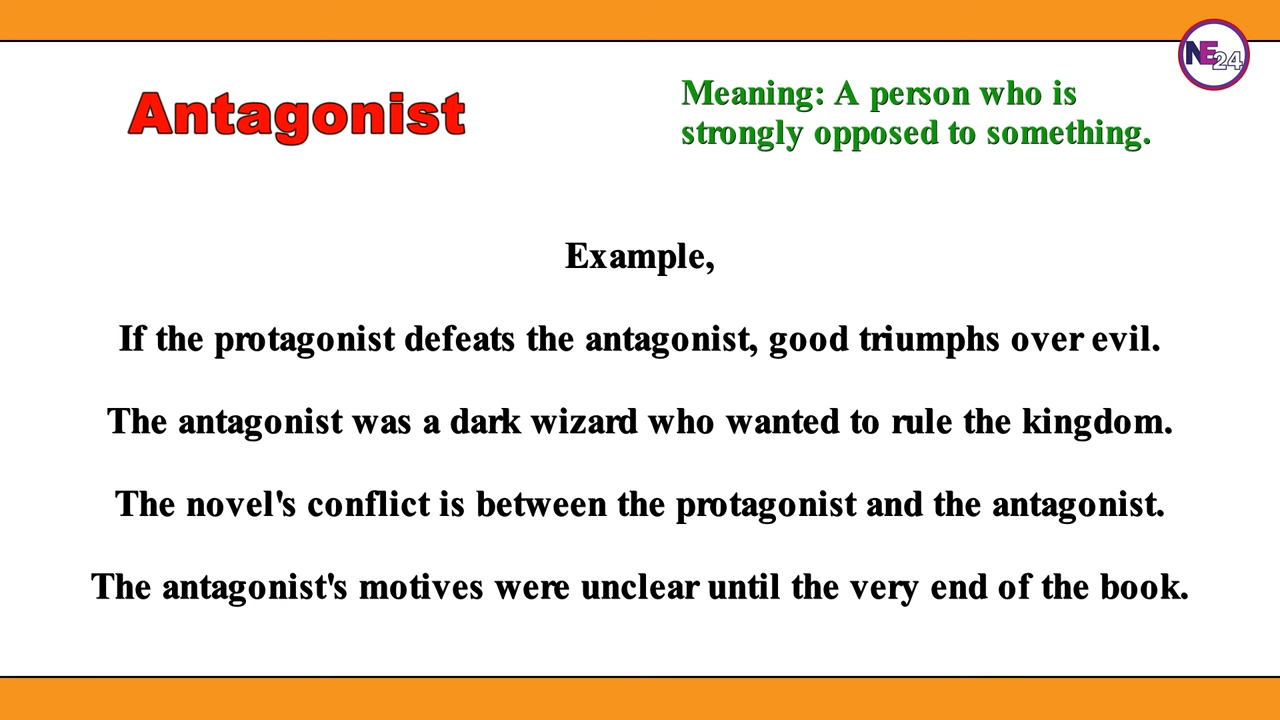 NE24
Antagonist
Meaning: A person who is
strongly opposed to something.
Example,
If the protagonist defeats the antagonist, good triumphs over evil.
The antagonist was a dark wizard who wanted to rule the kingdom.
The novel's conflict is between the protagonist and the antagonist.
The antagonist's motives were unclear until the very end of the book.